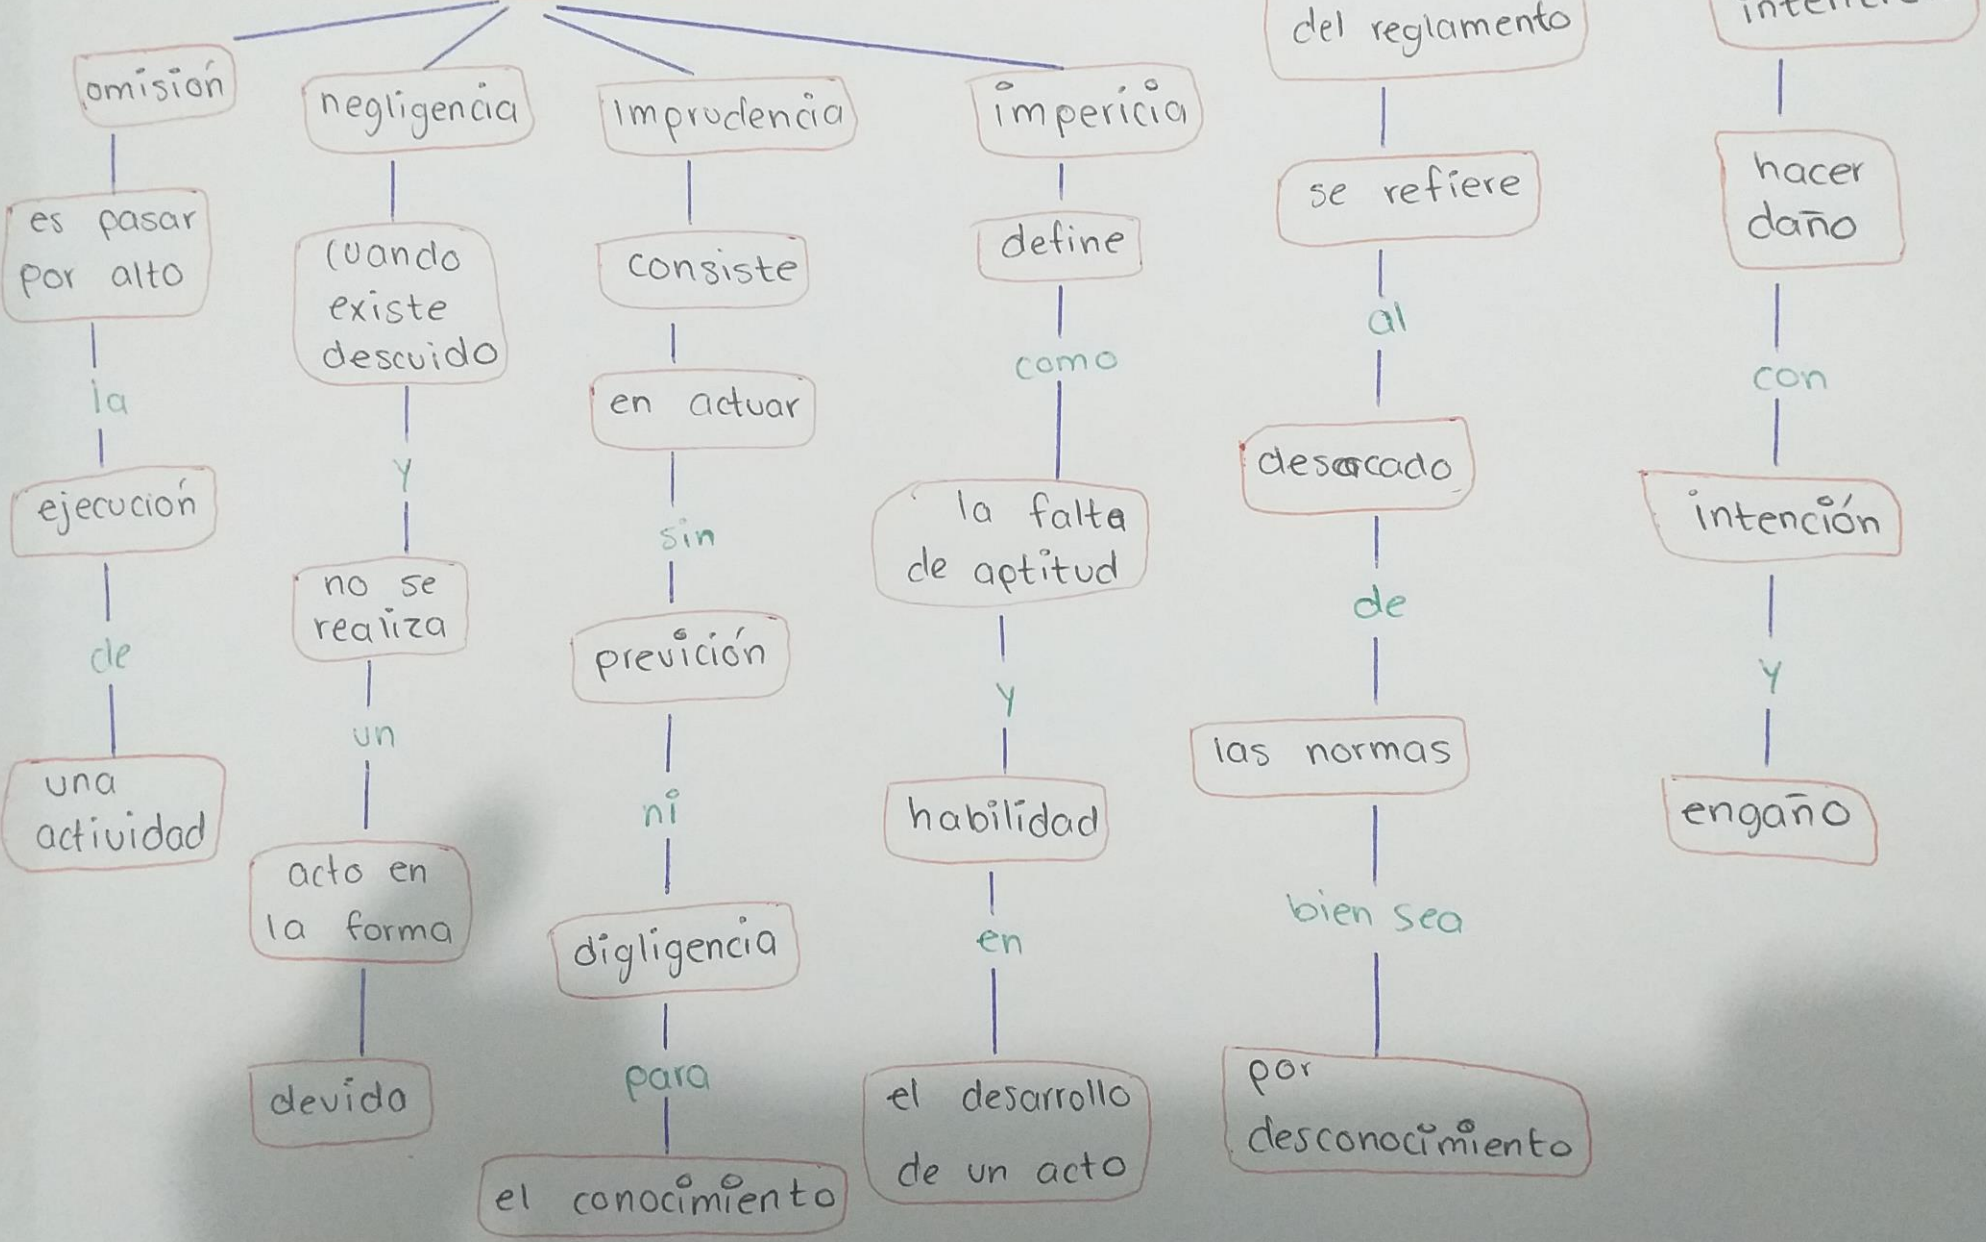 omisión
es pasar
por alto
la
ejecución
de
una
actividad
negligencia
cuando
existe
descuido
y
no se
realiza
un
acto en
la forma
devida
Imprudencia
consiste
en actuar
sin
previción
ni
digligencia
para
el conocimiento
impericia
define
como
la falta
de aptitud
y
habilidad
en
el desarrollo
de un acto
del reglamento
se refiere
al
desarcado
de
las normas
bien sea
por
desconocimiento
hacer
daño
con
intención
y
engaño